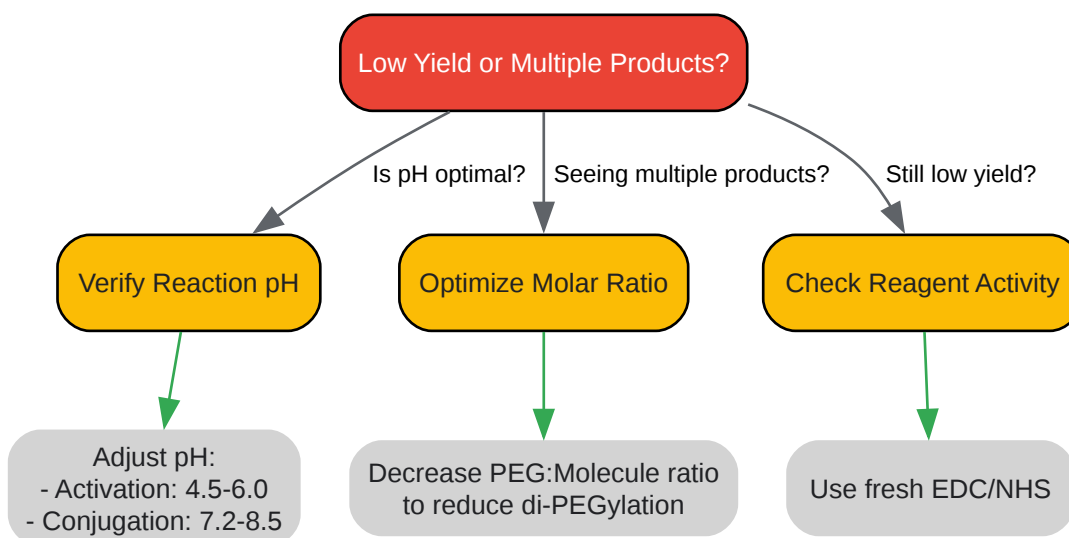 Low Yield or Multiple Products?
Is pH optimal?
Seeing multiple products?
Still low yield?
Verify Reaction pH
Optimize Molar Ratio
Check Reagent Activity
Adjust pH:
- Activation: 4.5-6.0
- Conjugation: 7.2-8.5
Decrease PEG:Molecule ratio
to reduce di-PEGylation
Use fresh EDC/NHS